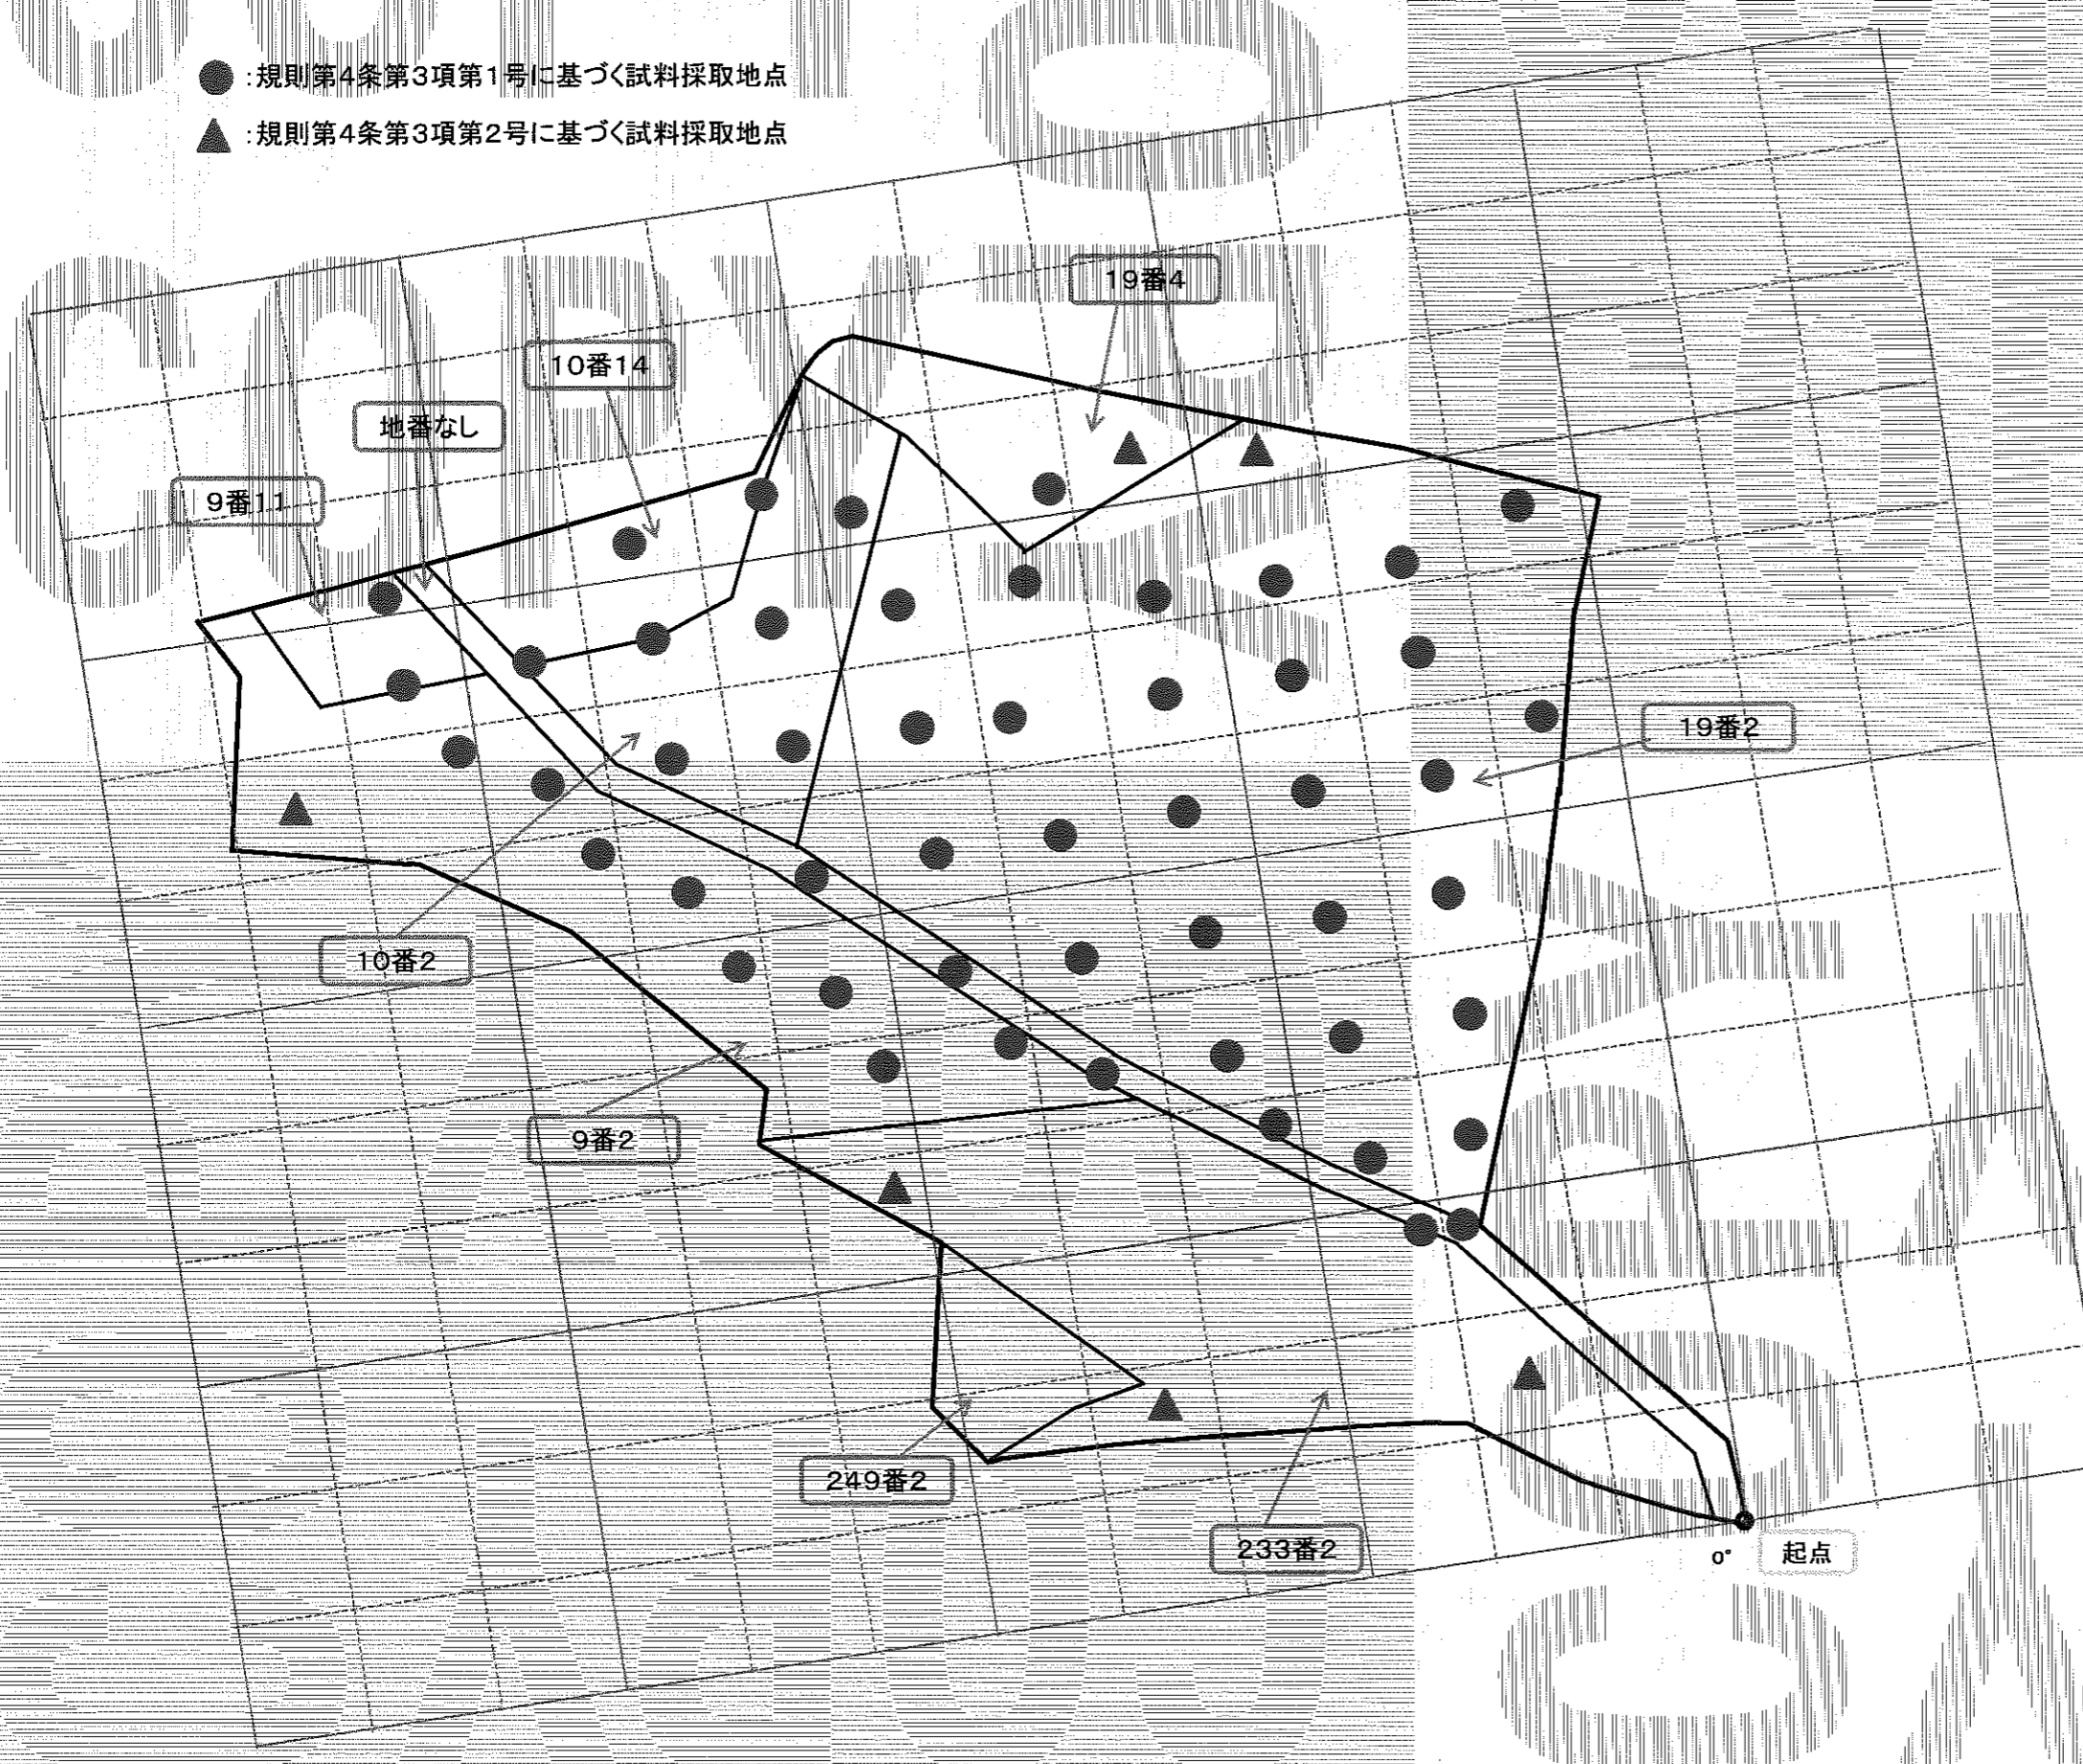 ●：規則第4条第3項第1号に基づく試料採取地点
▲：規則第4条第3項第2号に基づく試料採取地点
19番4
10番14
地番なし
9番11
19番2
10番2
9番2
249番2
233番2
0°
起点